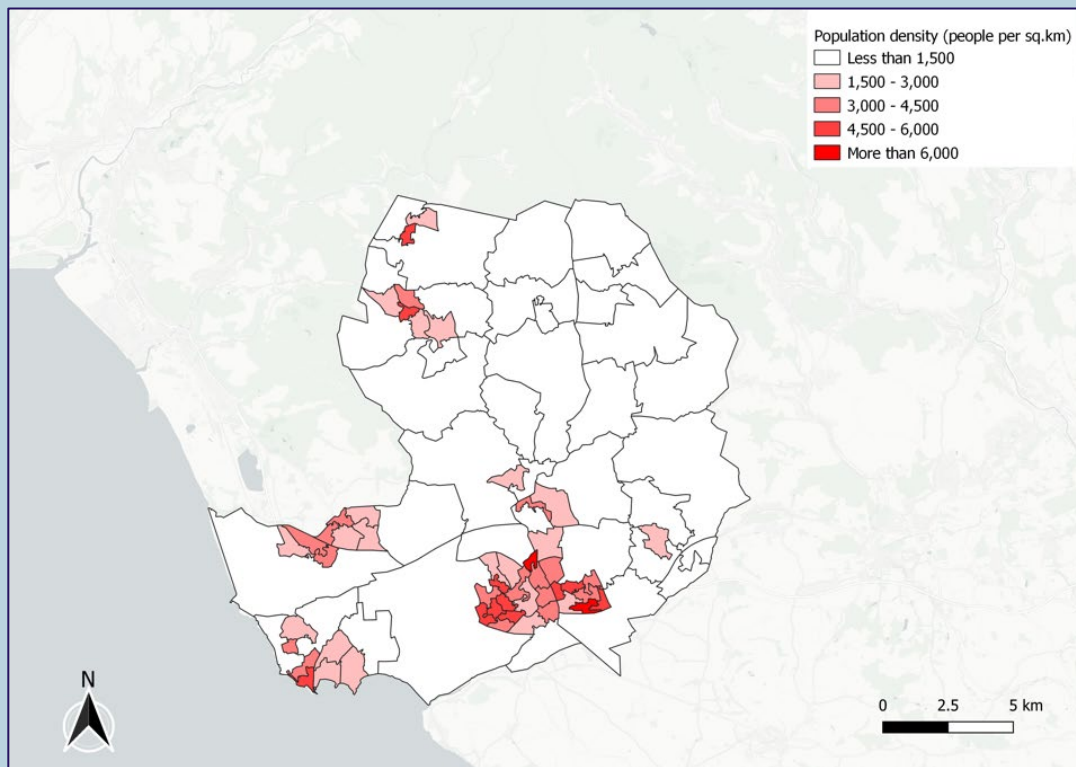 Population density (people per sq.km)
Less than 1,500
1,500 - 3,000
3,000 - 4,500
4,500 - 6,000
More than 6,000
N
0 2.5 5 km